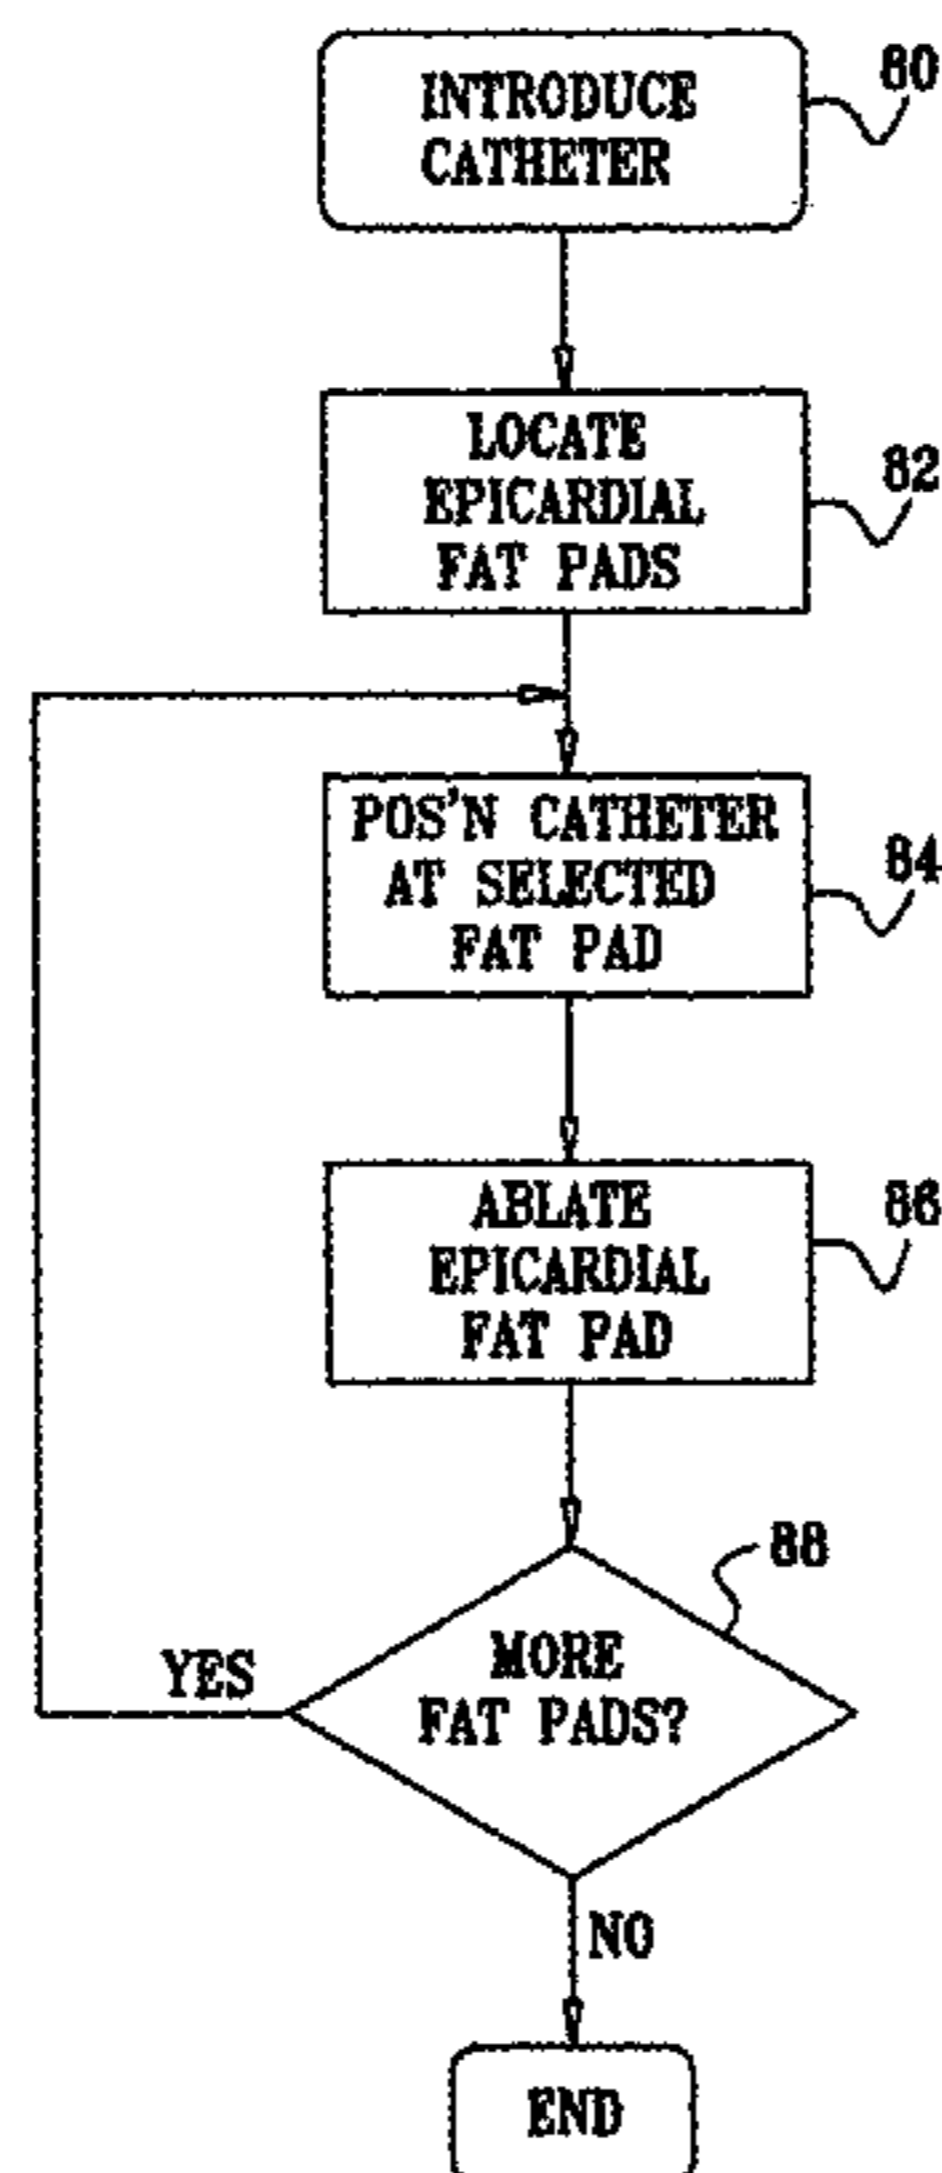 INTRODUCE
CATHETER
80
LOCATE
EPICARDIAL
FAT PADS
82
POS'N CATHETER
AT SELECTED
FAT PAD
84
ABLATE
EPICARDIAL
FAT PAD
86
88
MORE
FAT PADS?
YES
NO
END